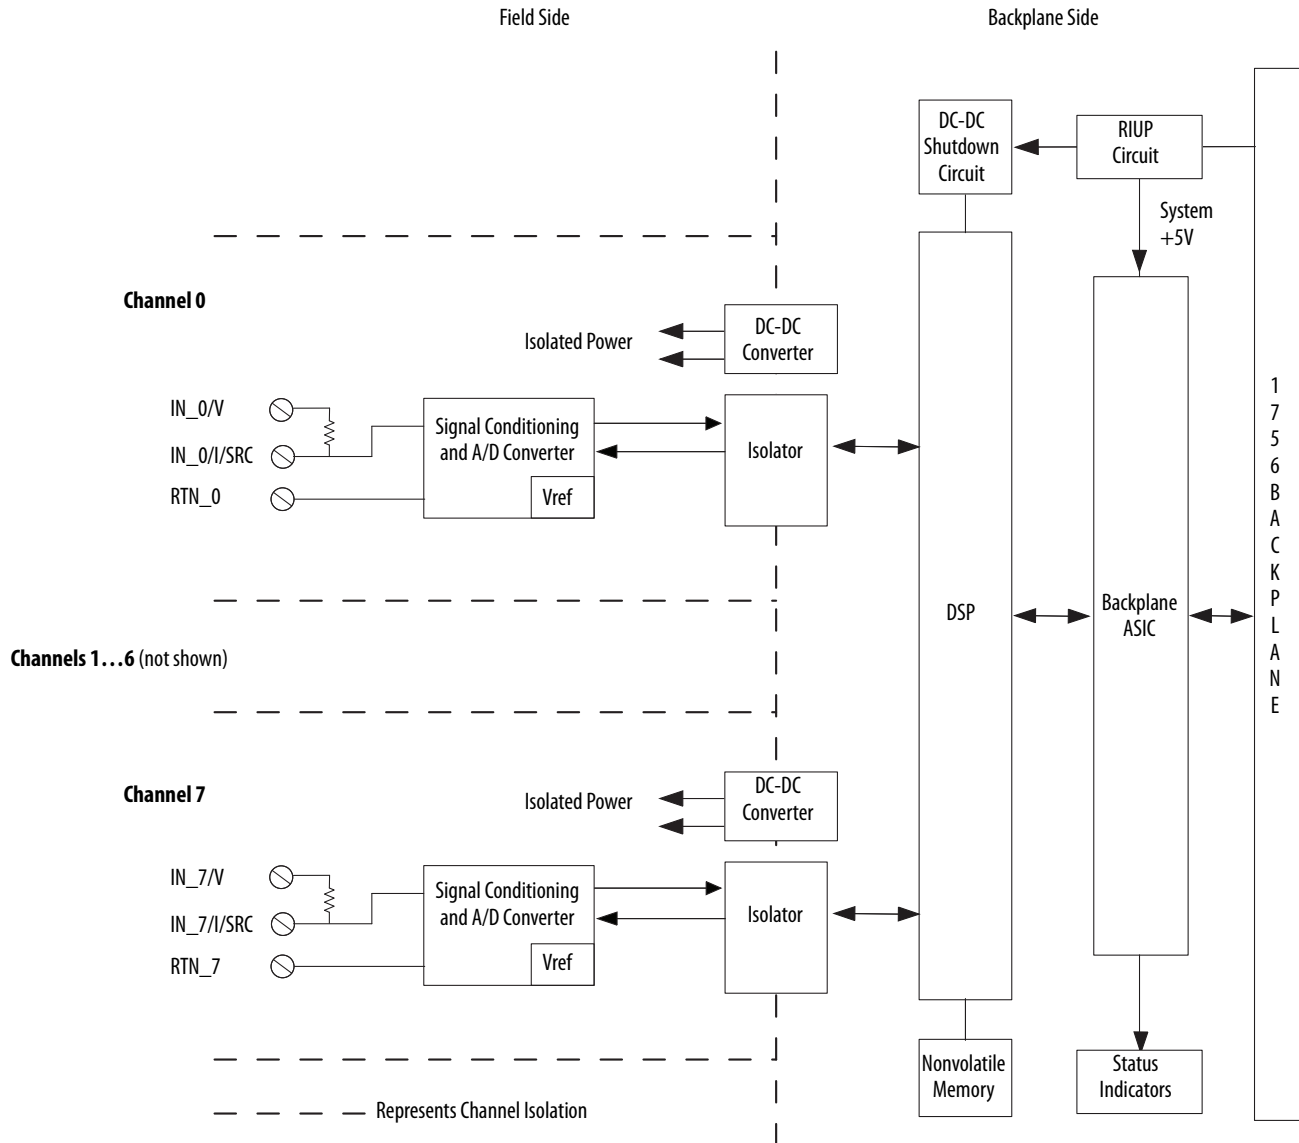 Field Side
Backplane Side
DC-DC
Shutdown
Circuit
RIUP
Circuit
System
+5V
Channel 0
Isolated Power
DC-DC
Converter
IN_0/V
IN_0/I/SRC
RTN_0
Signal Conditioning
and A/D Converter
Vref
Isolator
DSP
Backplane
ASIC
1
7
5
6
B
A
C
K
P
L
A
N
E
Channels 1...6 (not shown)
Channel 7
Isolated Power
DC-DC
Converter
IN_7/V
IN_7/I/SRC
RTN_7
Signal Conditioning
and A/D Converter
Vref
Isolator
Nonvolatile
Memory
Status
Indicators
Represents Channel Isolation